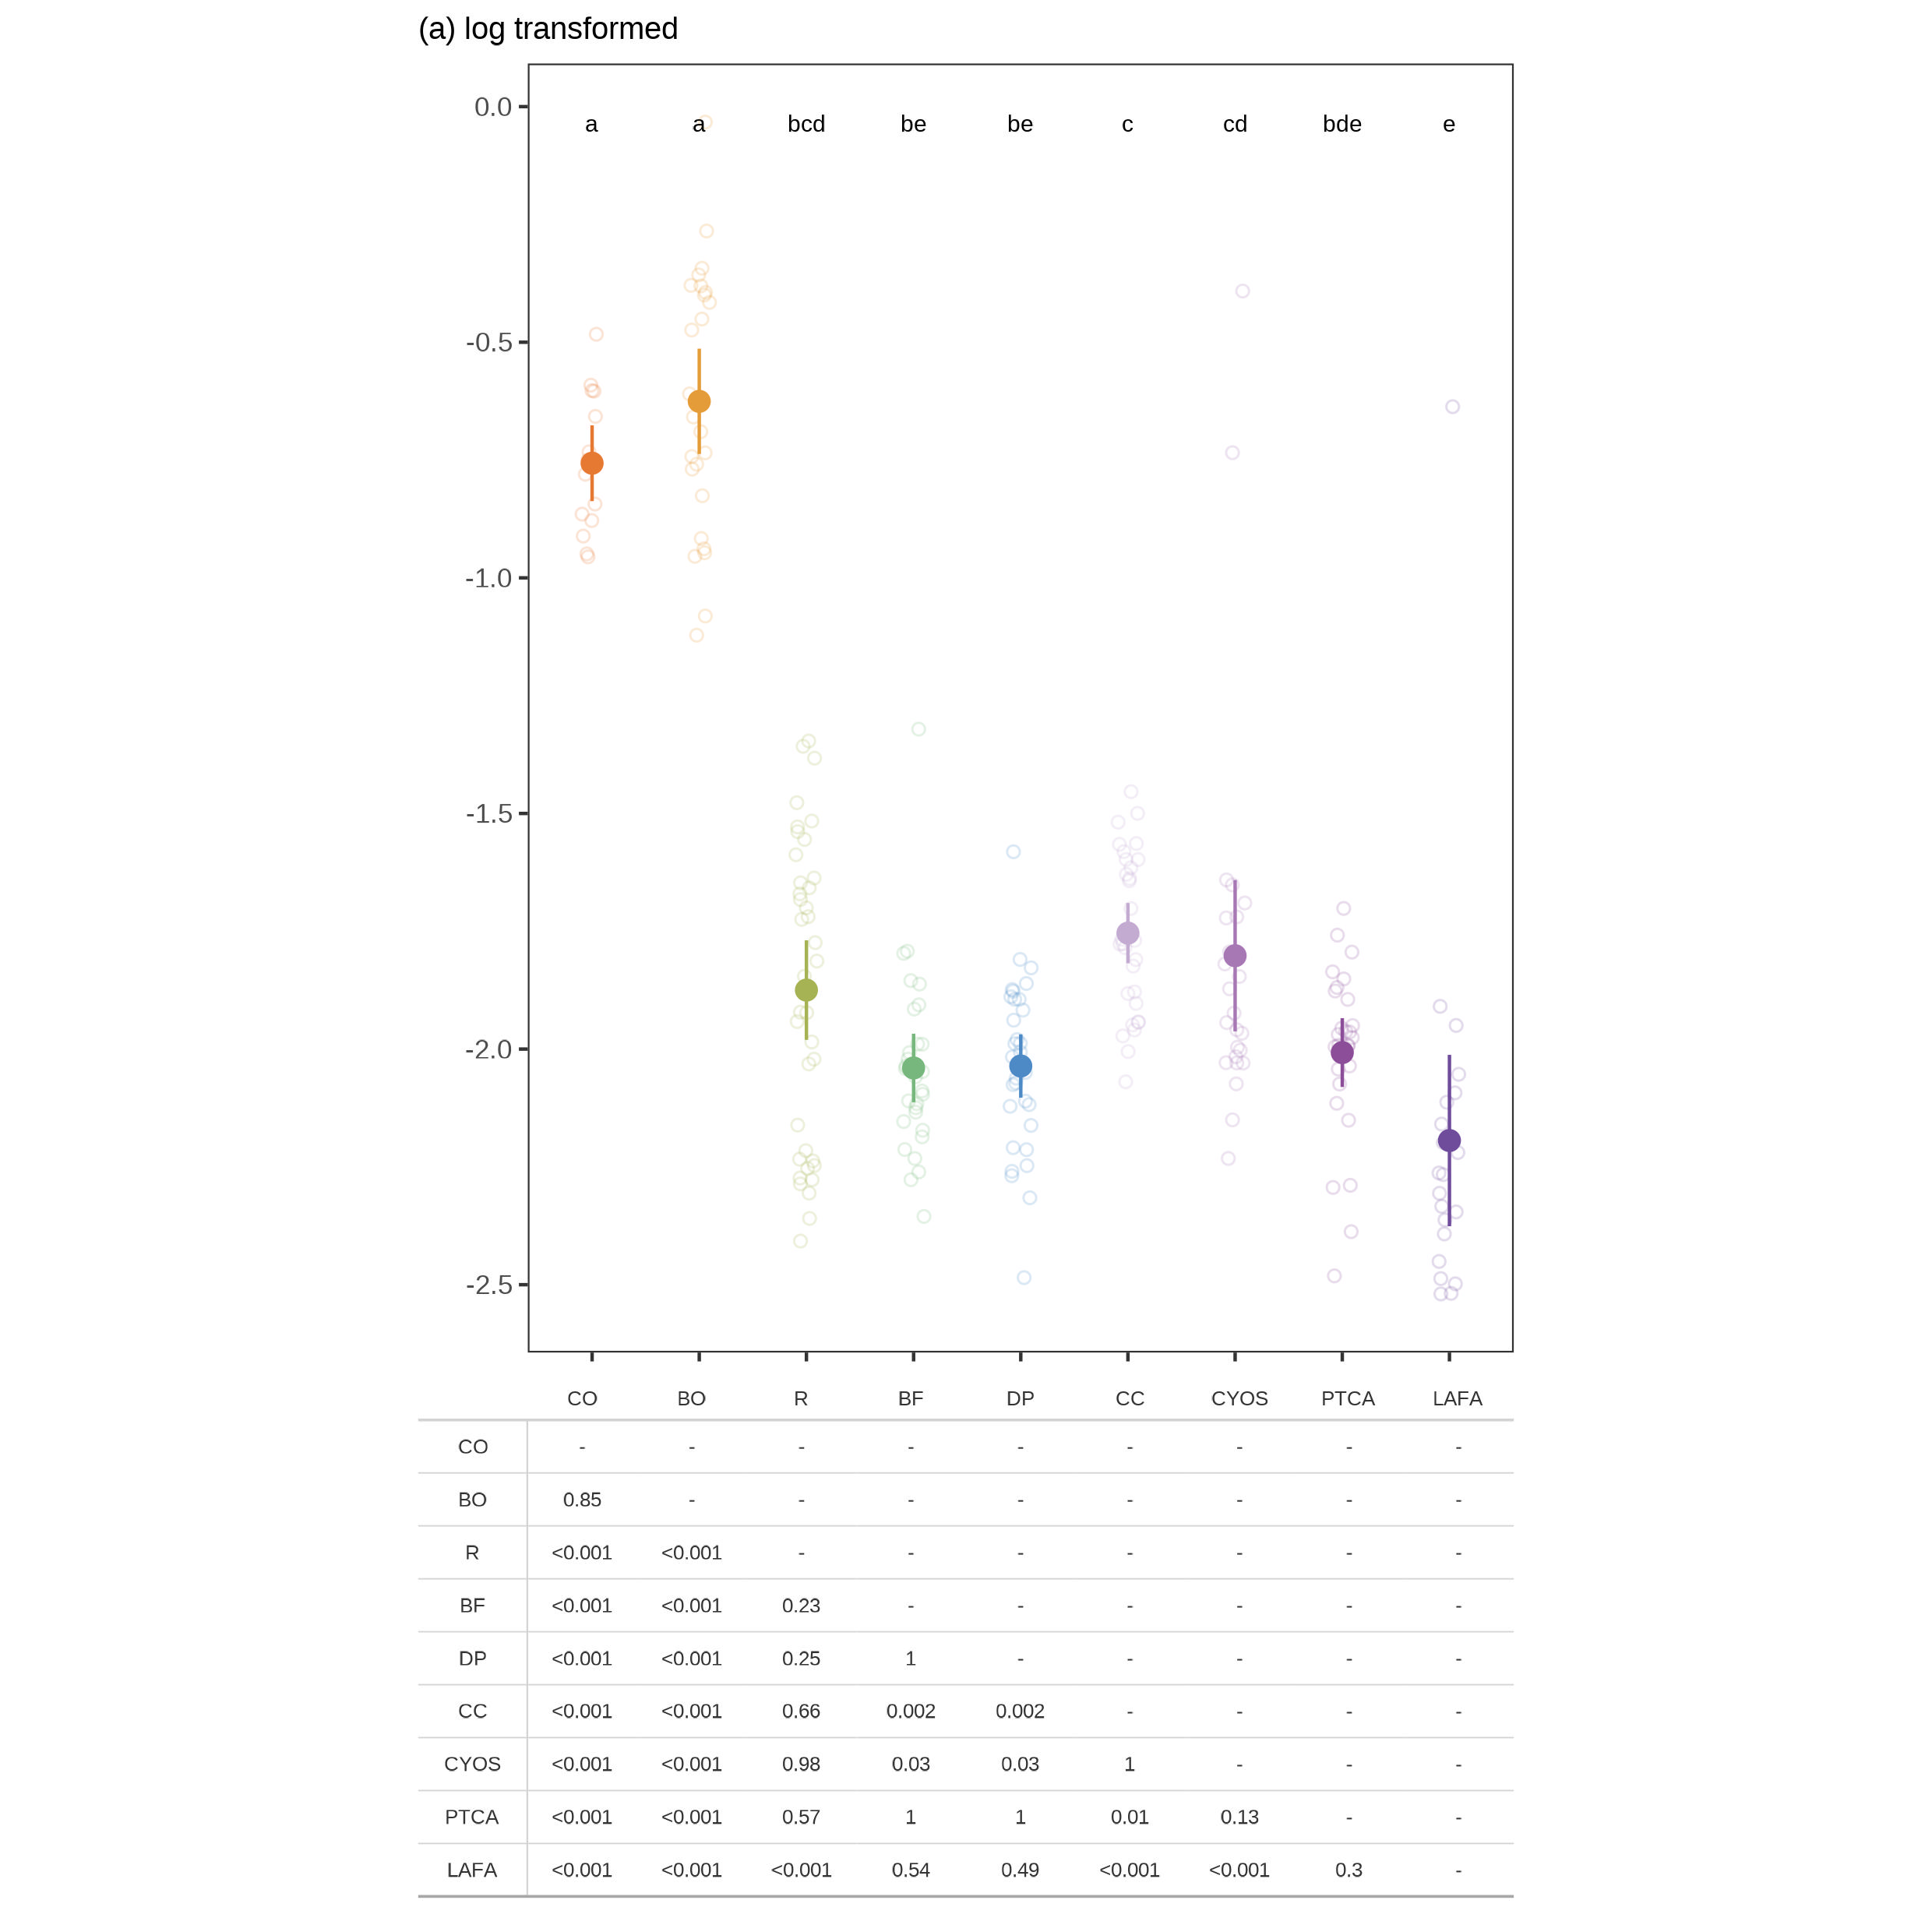 (a) log transformed
0.0
a a bcd be be c cd bde e
-0.5
-1.0
-1.5
-2.0
-2.5
CO BO R BF DP CC CYOS PTCA LAFA
CO - - - - - - - - -
BO 0.85 - - - - - - - -
R <0.001 <0.001 - - - - - - -
BF <0.001 <0.001 0.23 - - - - - -
DP <0.001 <0.001 0.25 1 - - - - -
CC <0.001 <0.001 0.66 0.002 0.002 - - - -
CYOS <0.001 <0.001 0.98 0.03 0.03 1 - - -
PTCA <0.001 <0.001 0.57 1 1 0.01 0.13 - -
LAFA <0.001 <0.001 <0.001 0.54 0.49 <0.001 <0.001 0.3 -